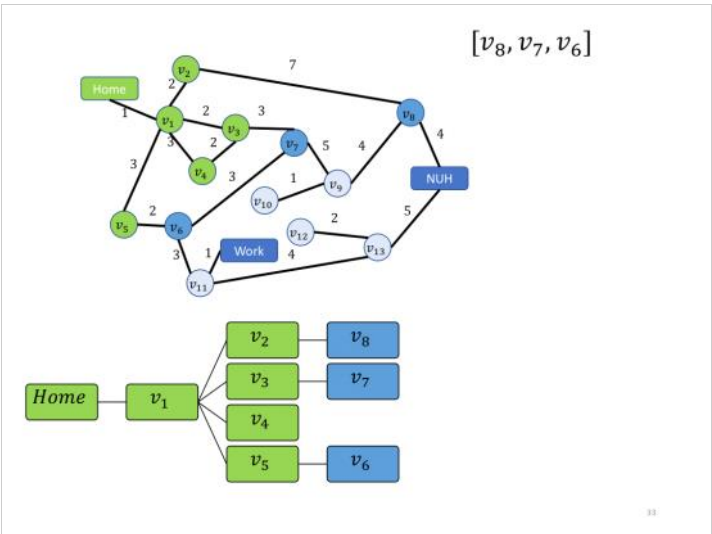 [v₈, v₇, v₆]
7
v₂
Home
2
v₈
1
v₁
2
3
v₃
4
3
2
v₇
5
4
v₄
3
NUH
3
1
v₉
v₁₀
5
2
v₅
v₆
2
v₁₂
3
1
Work
4
v₁₃
v₁₁
v₂
v₈
v₃
v₇
Home
v₁
v₄
v₅
v₆
33